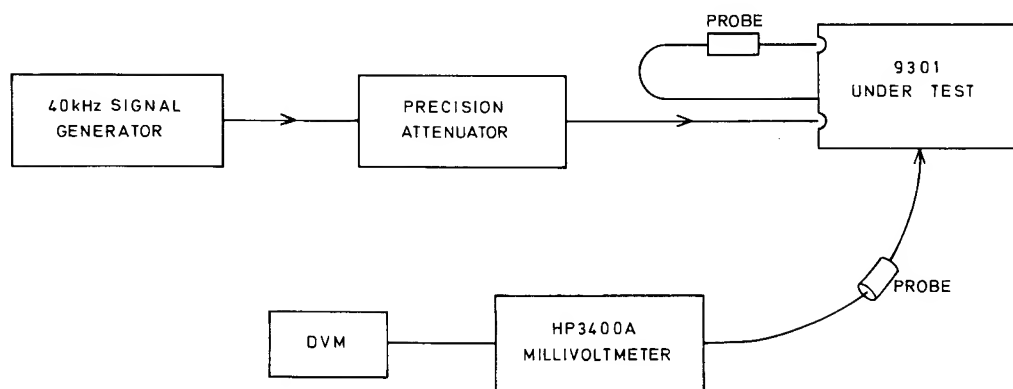 PROBE
40kHz SIGNAL
GENERATOR
PRECISION
ATTENUATOR
9301
UNDER TEST
PROBE
DVM
HP3400A
MILLIVOLTMETER